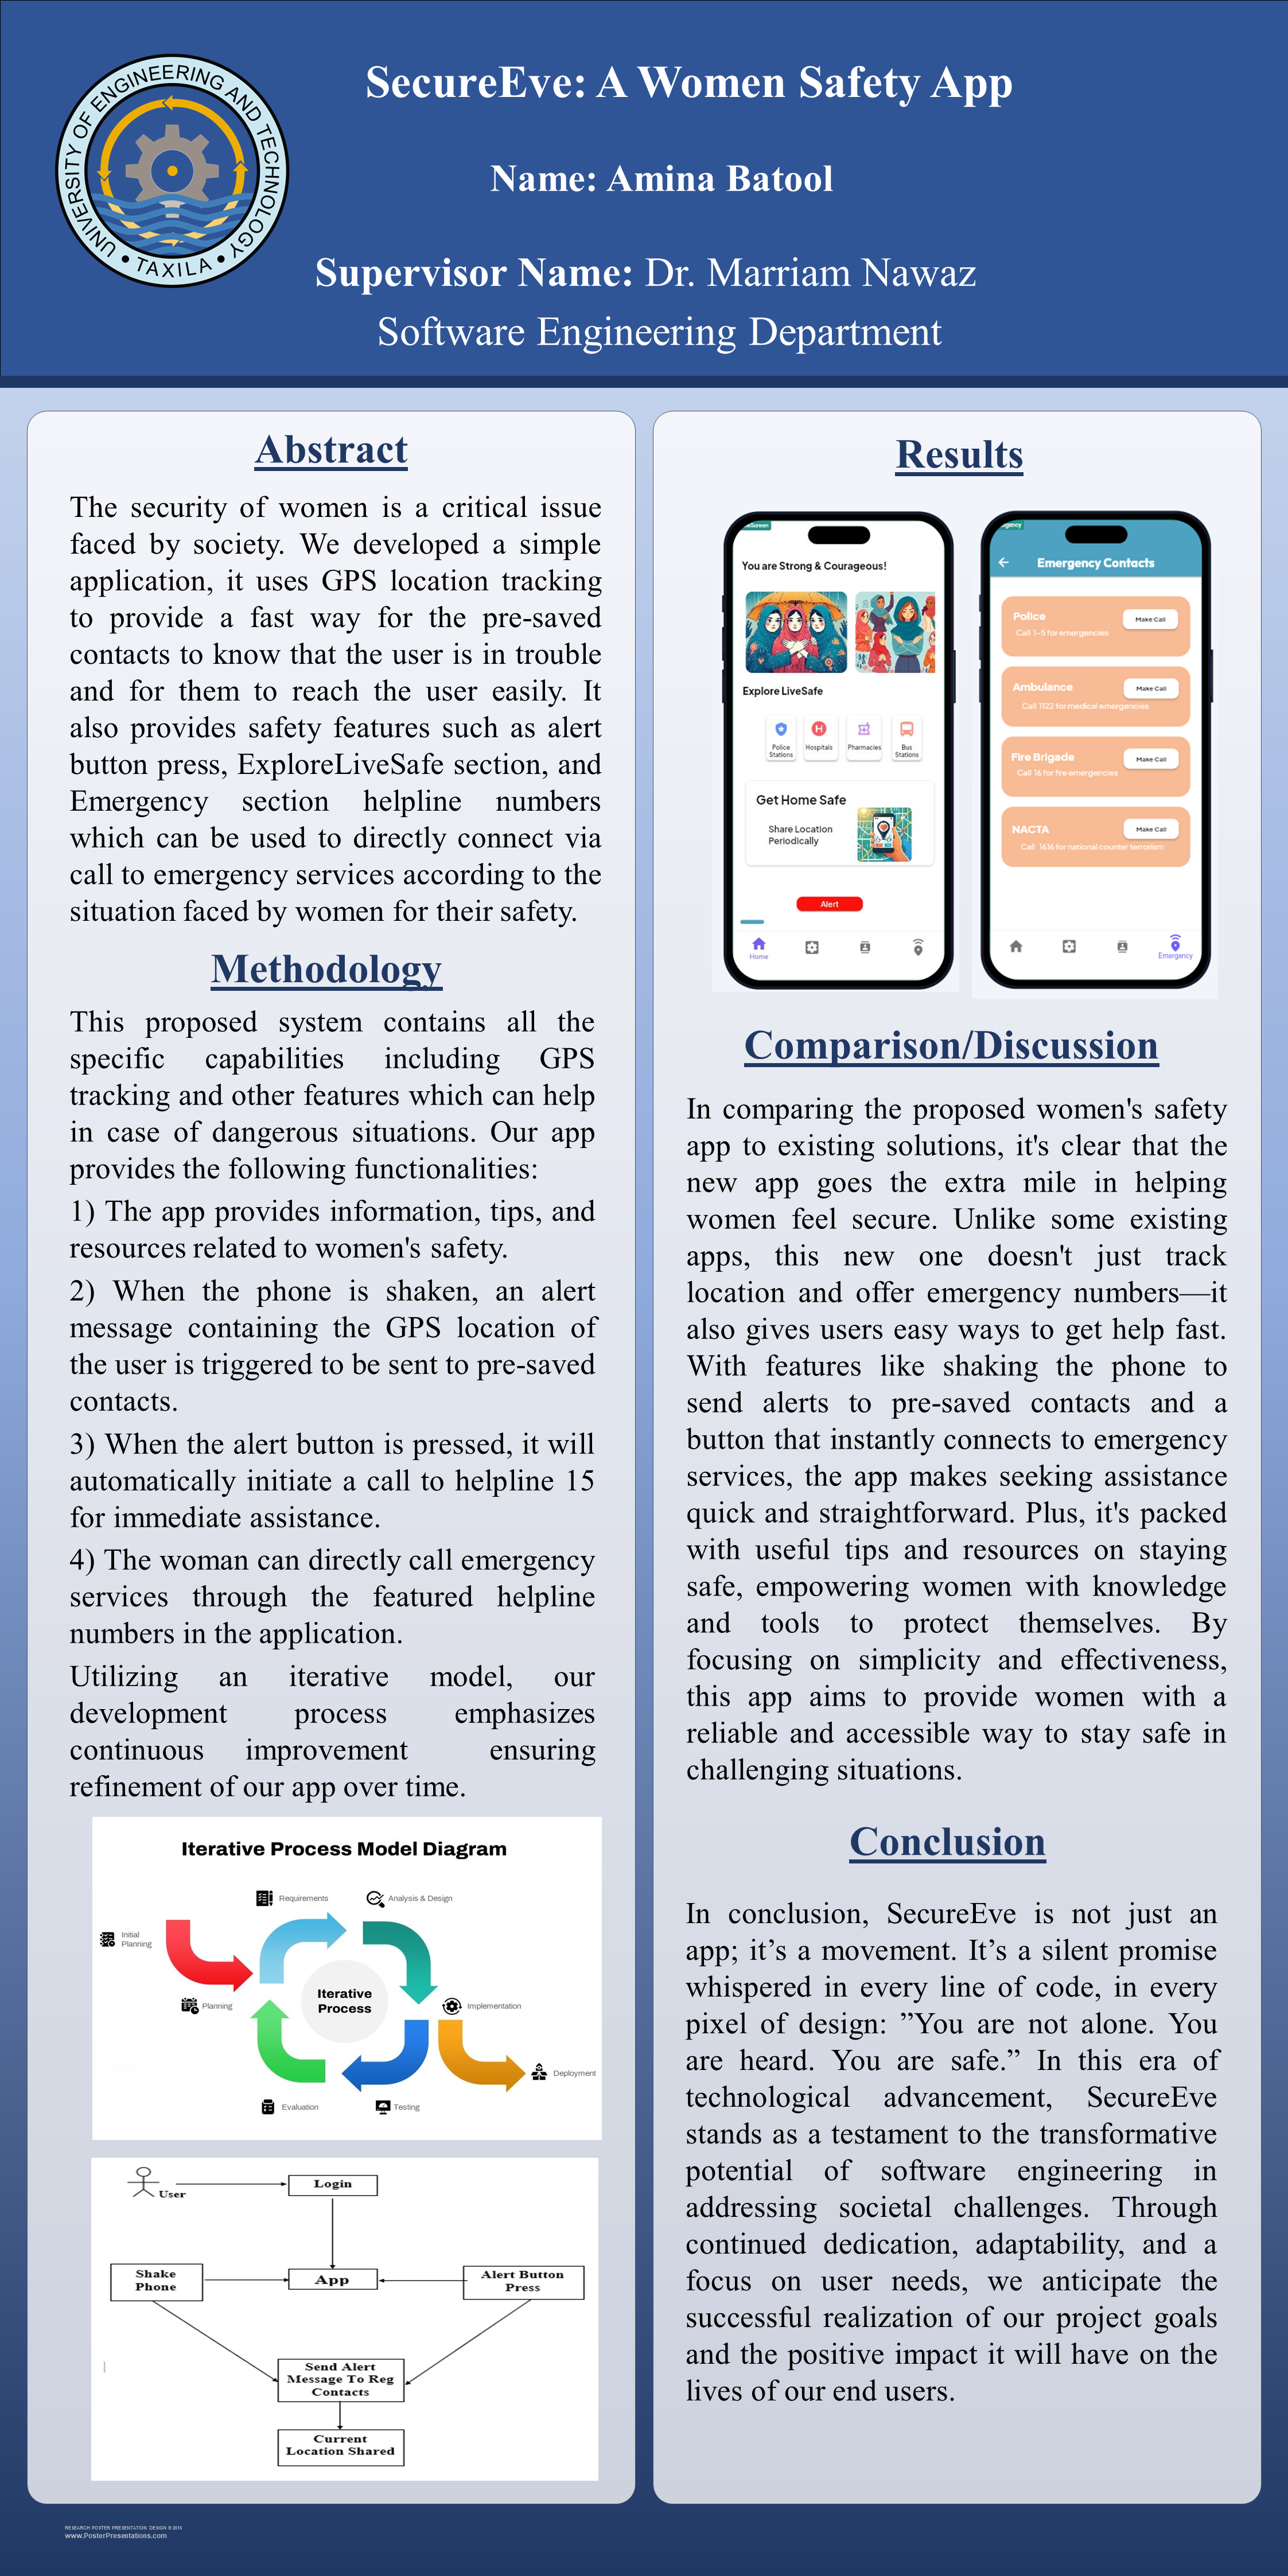 UNIVERSITY OF ENGINEERING AND TECHNOLOGY
• TAXILA •
SecureEve: A Women Safety App
Name: Amina Batool
Supervisor Name: Dr. Marriam Nawaz
Software Engineering Department
Abstract
The security of women is a critical issue
faced by society. We developed a simple
application, it uses GPS location tracking
to provide a fast way for the pre-saved
contacts to know that the user is in trouble
and for them to reach the user easily. It
also provides safety features such as alert
button press, ExploreLiveSafe section, and
Emergency section helpline numbers
which can be used to directly connect via
call to emergency services according to the
situation faced by women for their safety.
Methodology
This proposed system contains all the
specific capabilities including GPS
tracking and other features which can help
in case of dangerous situations. Our app
provides the following functionalities:
1) The app provides information, tips, and
resources related to women's safety.
2) When the phone is shaken, an alert
message containing the GPS location of
the user is triggered to be sent to pre-saved
contacts.
3) When the alert button is pressed, it will
automatically initiate a call to helpline 15
for immediate assistance.
4) The woman can directly call emergency
services through the featured helpline
numbers in the application.
Utilizing an iterative model, our
development process emphasizes
continuous improvement ensuring
refinement of our app over time.
Iterative Process Model Diagram
Requirements
Analysis & Design
Initial
Planning
Planning
Iterative
Process
Implementation
Deployment
Evaluation
Testing
User
Login
Shake
Phone
App
Alert Button
Press
Send Alert
Message To Reg
Contacts
Current
Location Shared
Results
You are Strong & Courageous!
Explore LiveSafe
Police
Stations
Hospitals
Pharmacies
Bus
Stations
Get Home Safe
Share Location
Periodically
Alert
Home
Emergency Contacts
Police
Make Call
Call 1-5 for emergencies
Ambulance
Make Call
Call 1122 for medical emergencies
Fire Brigade
Make Call
Call 16 for fire emergencies
NACTA
Make Call
Call 1616 for national counter terrorism
Emergency
Comparison/Discussion
In comparing the proposed women's safety
app to existing solutions, it's clear that the
new app goes the extra mile in helping
women feel secure. Unlike some existing
apps, this new one doesn't just track
location and offer emergency numbers—it
also gives users easy ways to get help fast.
With features like shaking the phone to
send alerts to pre-saved contacts and a
button that instantly connects to emergency
services, the app makes seeking assistance
quick and straightforward. Plus, it's packed
with useful tips and resources on staying
safe, empowering women with knowledge
and tools to protect themselves. By
focusing on simplicity and effectiveness,
this app aims to provide women with a
reliable and accessible way to stay safe in
challenging situations.
Conclusion
In conclusion, SecureEve is not just an
app; it’s a movement. It’s a silent promise
whispered in every line of code, in every
pixel of design: ”You are not alone. You
are heard. You are safe.” In this era of
technological advancement, SecureEve
stands as a testament to the transformative
potential of software engineering in
addressing societal challenges. Through
continued dedication, adaptability, and a
focus on user needs, we anticipate the
successful realization of our project goals
and the positive impact it will have on the
lives of our end users.
RESEARCH POSTER PRESENTATION DESIGN © 2015
www.PosterPresentations.com